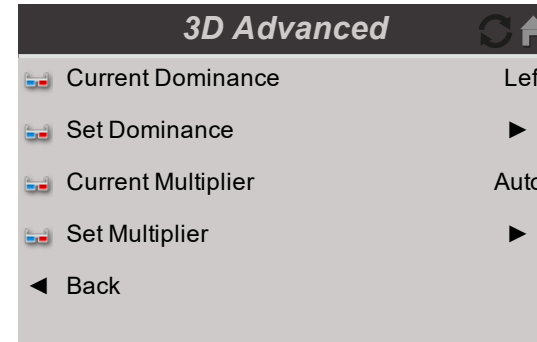 3D Advanced
Current Dominance Lef
Set Dominance ►
Current Multiplier Auto
Set Multiplier ►
◄ Back